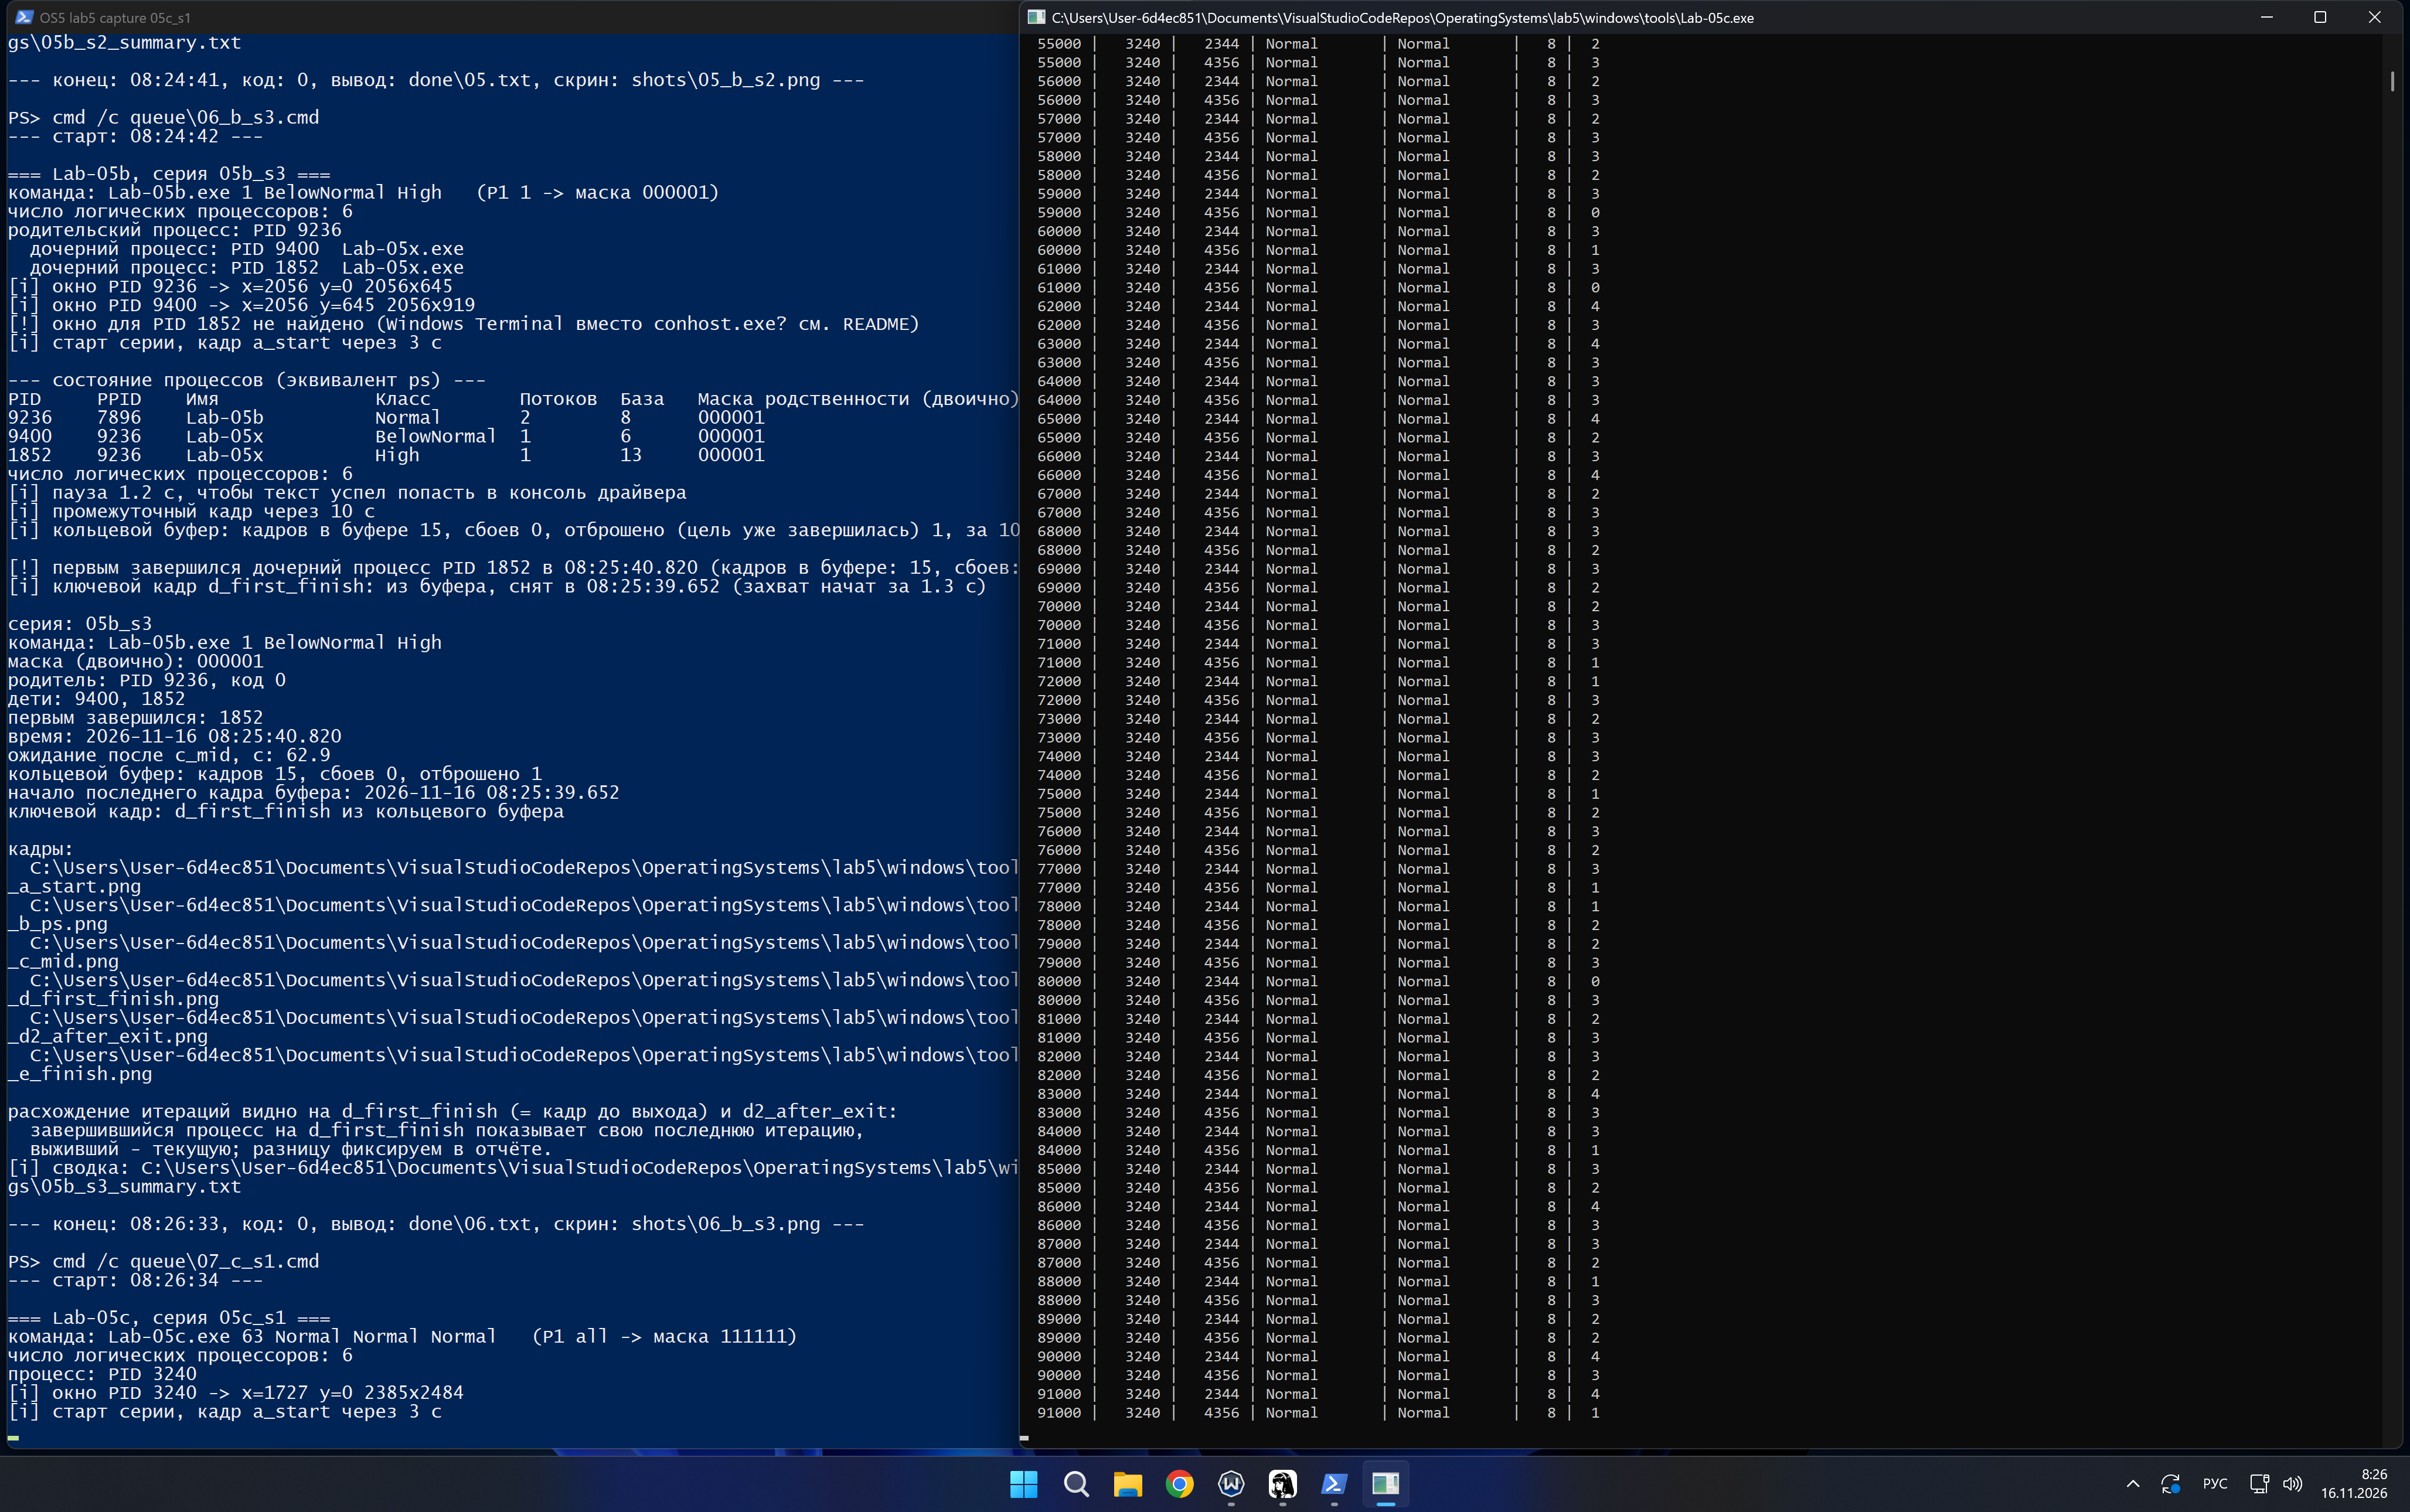 OS5 lab5 capture 05c_s1
gs\05b_s2_summary.txt
--- конец: 08:24:41, код: 0, вывод: done\05.txt, скрин: shots\05_b_s2.png ---
PS> cmd /c queue\06_b_s3.cmd
--- старт: 08:24:42 ---
=== Lab-05b, серия 05b_s3 ===
команда: Lab-05b.exe 1 BelowNormal High   (P1 1 -> маска 000001)
число логических процессоров: 6
родительский процесс: PID 9236
  дочерний процесс: PID 9400  Lab-05x.exe
  дочерний процесс: PID 1852  Lab-05x.exe
[i] окно PID 9236 -> x=2056 y=0 2056x645
[i] окно PID 9400 -> x=2056 y=645 2056x919
[!] окно для PID 1852 не найдено (Windows Terminal вместо conhost.exe? см. README)
[i] старт серии, кадр a_start через 3 с
--- состояние процессов (эквивалент ps) ---
PID     PPID    Имя              Класс        Потоков  База   Маска родственности (двоично)
9236    7896    Lab-05b          Normal       2        8      000001
9400    9236    Lab-05x          BelowNormal  1        6      000001
1852    9236    Lab-05x          High         1        13     000001
число логических процессоров: 6
[i] пауза 1.2 с, чтобы текст успел попасть в консоль драйвера
[i] промежуточный кадр через 10 с
[i] кольцевой буфер: кадров в буфере 15, сбоев 0, отброшено (цель уже завершилась) 1, за 10
[!] первым завершился дочерний процесс PID 1852 в 08:25:40.820 (кадров в буфере: 15, сбоев:
[i] ключевой кадр d_first_finish: из буфера, снят в 08:25:39.652 (захват начат за 1.3 с)
серия: 05b_s3
команда: Lab-05b.exe 1 BelowNormal High
маска (двоично): 000001
родитель: PID 9236, код 0
дети: 9400, 1852
первым завершился: 1852
время: 2026-11-16 08:25:40.820
ожидание после c_mid, с: 62.9
кольцевой буфер: кадров 15, сбоев 0, отброшено 1
начало последнего кадра буфера: 2026-11-16 08:25:39.652
ключевой кадр: d_first_finish из кольцевого буфера
кадры:
  C:\Users\User-6d4ec851\Documents\VisualStudioCodeRepos\OperatingSystems\lab5\windows\tool
_a_start.png
  C:\Users\User-6d4ec851\Documents\VisualStudioCodeRepos\OperatingSystems\lab5\windows\tool
_b_ps.png
  C:\Users\User-6d4ec851\Documents\VisualStudioCodeRepos\OperatingSystems\lab5\windows\tool
_c_mid.png
  C:\Users\User-6d4ec851\Documents\VisualStudioCodeRepos\OperatingSystems\lab5\windows\tool
_d_first_finish.png
  C:\Users\User-6d4ec851\Documents\VisualStudioCodeRepos\OperatingSystems\lab5\windows\tool
_d2_after_exit.png
  C:\Users\User-6d4ec851\Documents\VisualStudioCodeRepos\OperatingSystems\lab5\windows\tool
_e_finish.png
расхождение итераций видно на d_first_finish (= кадр до выхода) и d2_after_exit:
  завершившийся процесс на d_first_finish показывает свою последнюю итерацию,
  выживший - текущую; разницу фиксируем в отчёте.
[i] сводка: C:\Users\User-6d4ec851\Documents\VisualStudioCodeRepos\OperatingSystems\lab5\wi
gs\05b_s3_summary.txt
--- конец: 08:26:33, код: 0, вывод: done\06.txt, скрин: shots\06_b_s3.png ---
PS> cmd /c queue\07_c_s1.cmd
--- старт: 08:26:34 ---
=== Lab-05c, серия 05c_s1 ===
команда: Lab-05c.exe 63 Normal Normal Normal   (P1 all -> маска 111111)
число логических процессоров: 6
процесс: PID 3240
[i] окно PID 3240 -> x=1727 y=0 2385x2484
[i] старт серии, кадр a_start через 3 с
C:\Users\User-6d4ec851\Documents\VisualStudioCodeRepos\OperatingSystems\lab5\windows\tools\Lab-05c.exe
55000 | 3240 | 2344 | Normal | Normal | 8 | 2
55000 | 3240 | 4356 | Normal | Normal | 8 | 3
56000 | 3240 | 2344 | Normal | Normal | 8 | 2
56000 | 3240 | 4356 | Normal | Normal | 8 | 3
57000 | 3240 | 2344 | Normal | Normal | 8 | 2
57000 | 3240 | 4356 | Normal | Normal | 8 | 3
58000 | 3240 | 2344 | Normal | Normal | 8 | 3
58000 | 3240 | 4356 | Normal | Normal | 8 | 2
59000 | 3240 | 2344 | Normal | Normal | 8 | 3
59000 | 3240 | 4356 | Normal | Normal | 8 | 0
60000 | 3240 | 2344 | Normal | Normal | 8 | 3
60000 | 3240 | 4356 | Normal | Normal | 8 | 1
61000 | 3240 | 2344 | Normal | Normal | 8 | 3
61000 | 3240 | 4356 | Normal | Normal | 8 | 0
62000 | 3240 | 2344 | Normal | Normal | 8 | 4
62000 | 3240 | 4356 | Normal | Normal | 8 | 3
63000 | 3240 | 2344 | Normal | Normal | 8 | 4
63000 | 3240 | 4356 | Normal | Normal | 8 | 3
64000 | 3240 | 2344 | Normal | Normal | 8 | 3
64000 | 3240 | 4356 | Normal | Normal | 8 | 3
65000 | 3240 | 2344 | Normal | Normal | 8 | 4
65000 | 3240 | 4356 | Normal | Normal | 8 | 2
66000 | 3240 | 2344 | Normal | Normal | 8 | 3
66000 | 3240 | 4356 | Normal | Normal | 8 | 4
67000 | 3240 | 2344 | Normal | Normal | 8 | 2
67000 | 3240 | 4356 | Normal | Normal | 8 | 3
68000 | 3240 | 2344 | Normal | Normal | 8 | 3
68000 | 3240 | 4356 | Normal | Normal | 8 | 2
69000 | 3240 | 2344 | Normal | Normal | 8 | 3
69000 | 3240 | 4356 | Normal | Normal | 8 | 2
70000 | 3240 | 2344 | Normal | Normal | 8 | 2
70000 | 3240 | 4356 | Normal | Normal | 8 | 3
71000 | 3240 | 2344 | Normal | Normal | 8 | 3
71000 | 3240 | 4356 | Normal | Normal | 8 | 1
72000 | 3240 | 2344 | Normal | Normal | 8 | 1
72000 | 3240 | 4356 | Normal | Normal | 8 | 3
73000 | 3240 | 2344 | Normal | Normal | 8 | 2
73000 | 3240 | 4356 | Normal | Normal | 8 | 3
74000 | 3240 | 2344 | Normal | Normal | 8 | 3
74000 | 3240 | 4356 | Normal | Normal | 8 | 2
75000 | 3240 | 2344 | Normal | Normal | 8 | 1
75000 | 3240 | 4356 | Normal | Normal | 8 | 2
76000 | 3240 | 2344 | Normal | Normal | 8 | 3
76000 | 3240 | 4356 | Normal | Normal | 8 | 2
77000 | 3240 | 2344 | Normal | Normal | 8 | 3
77000 | 3240 | 4356 | Normal | Normal | 8 | 1
78000 | 3240 | 2344 | Normal | Normal | 8 | 1
78000 | 3240 | 4356 | Normal | Normal | 8 | 2
79000 | 3240 | 2344 | Normal | Normal | 8 | 2
79000 | 3240 | 4356 | Normal | Normal | 8 | 3
80000 | 3240 | 2344 | Normal | Normal | 8 | 0
80000 | 3240 | 4356 | Normal | Normal | 8 | 3
81000 | 3240 | 2344 | Normal | Normal | 8 | 2
81000 | 3240 | 4356 | Normal | Normal | 8 | 3
82000 | 3240 | 2344 | Normal | Normal | 8 | 3
82000 | 3240 | 4356 | Normal | Normal | 8 | 2
83000 | 3240 | 2344 | Normal | Normal | 8 | 4
83000 | 3240 | 4356 | Normal | Normal | 8 | 3
84000 | 3240 | 2344 | Normal | Normal | 8 | 3
84000 | 3240 | 4356 | Normal | Normal | 8 | 1
85000 | 3240 | 2344 | Normal | Normal | 8 | 3
85000 | 3240 | 4356 | Normal | Normal | 8 | 2
86000 | 3240 | 2344 | Normal | Normal | 8 | 4
86000 | 3240 | 4356 | Normal | Normal | 8 | 3
87000 | 3240 | 2344 | Normal | Normal | 8 | 3
87000 | 3240 | 4356 | Normal | Normal | 8 | 2
88000 | 3240 | 2344 | Normal | Normal | 8 | 1
88000 | 3240 | 4356 | Normal | Normal | 8 | 3
89000 | 3240 | 2344 | Normal | Normal | 8 | 2
89000 | 3240 | 4356 | Normal | Normal | 8 | 2
90000 | 3240 | 2344 | Normal | Normal | 8 | 4
90000 | 3240 | 4356 | Normal | Normal | 8 | 3
91000 | 3240 | 2344 | Normal | Normal | 8 | 4
91000 | 3240 | 4356 | Normal | Normal | 8 | 1
РУС
8:26
16.11.2026